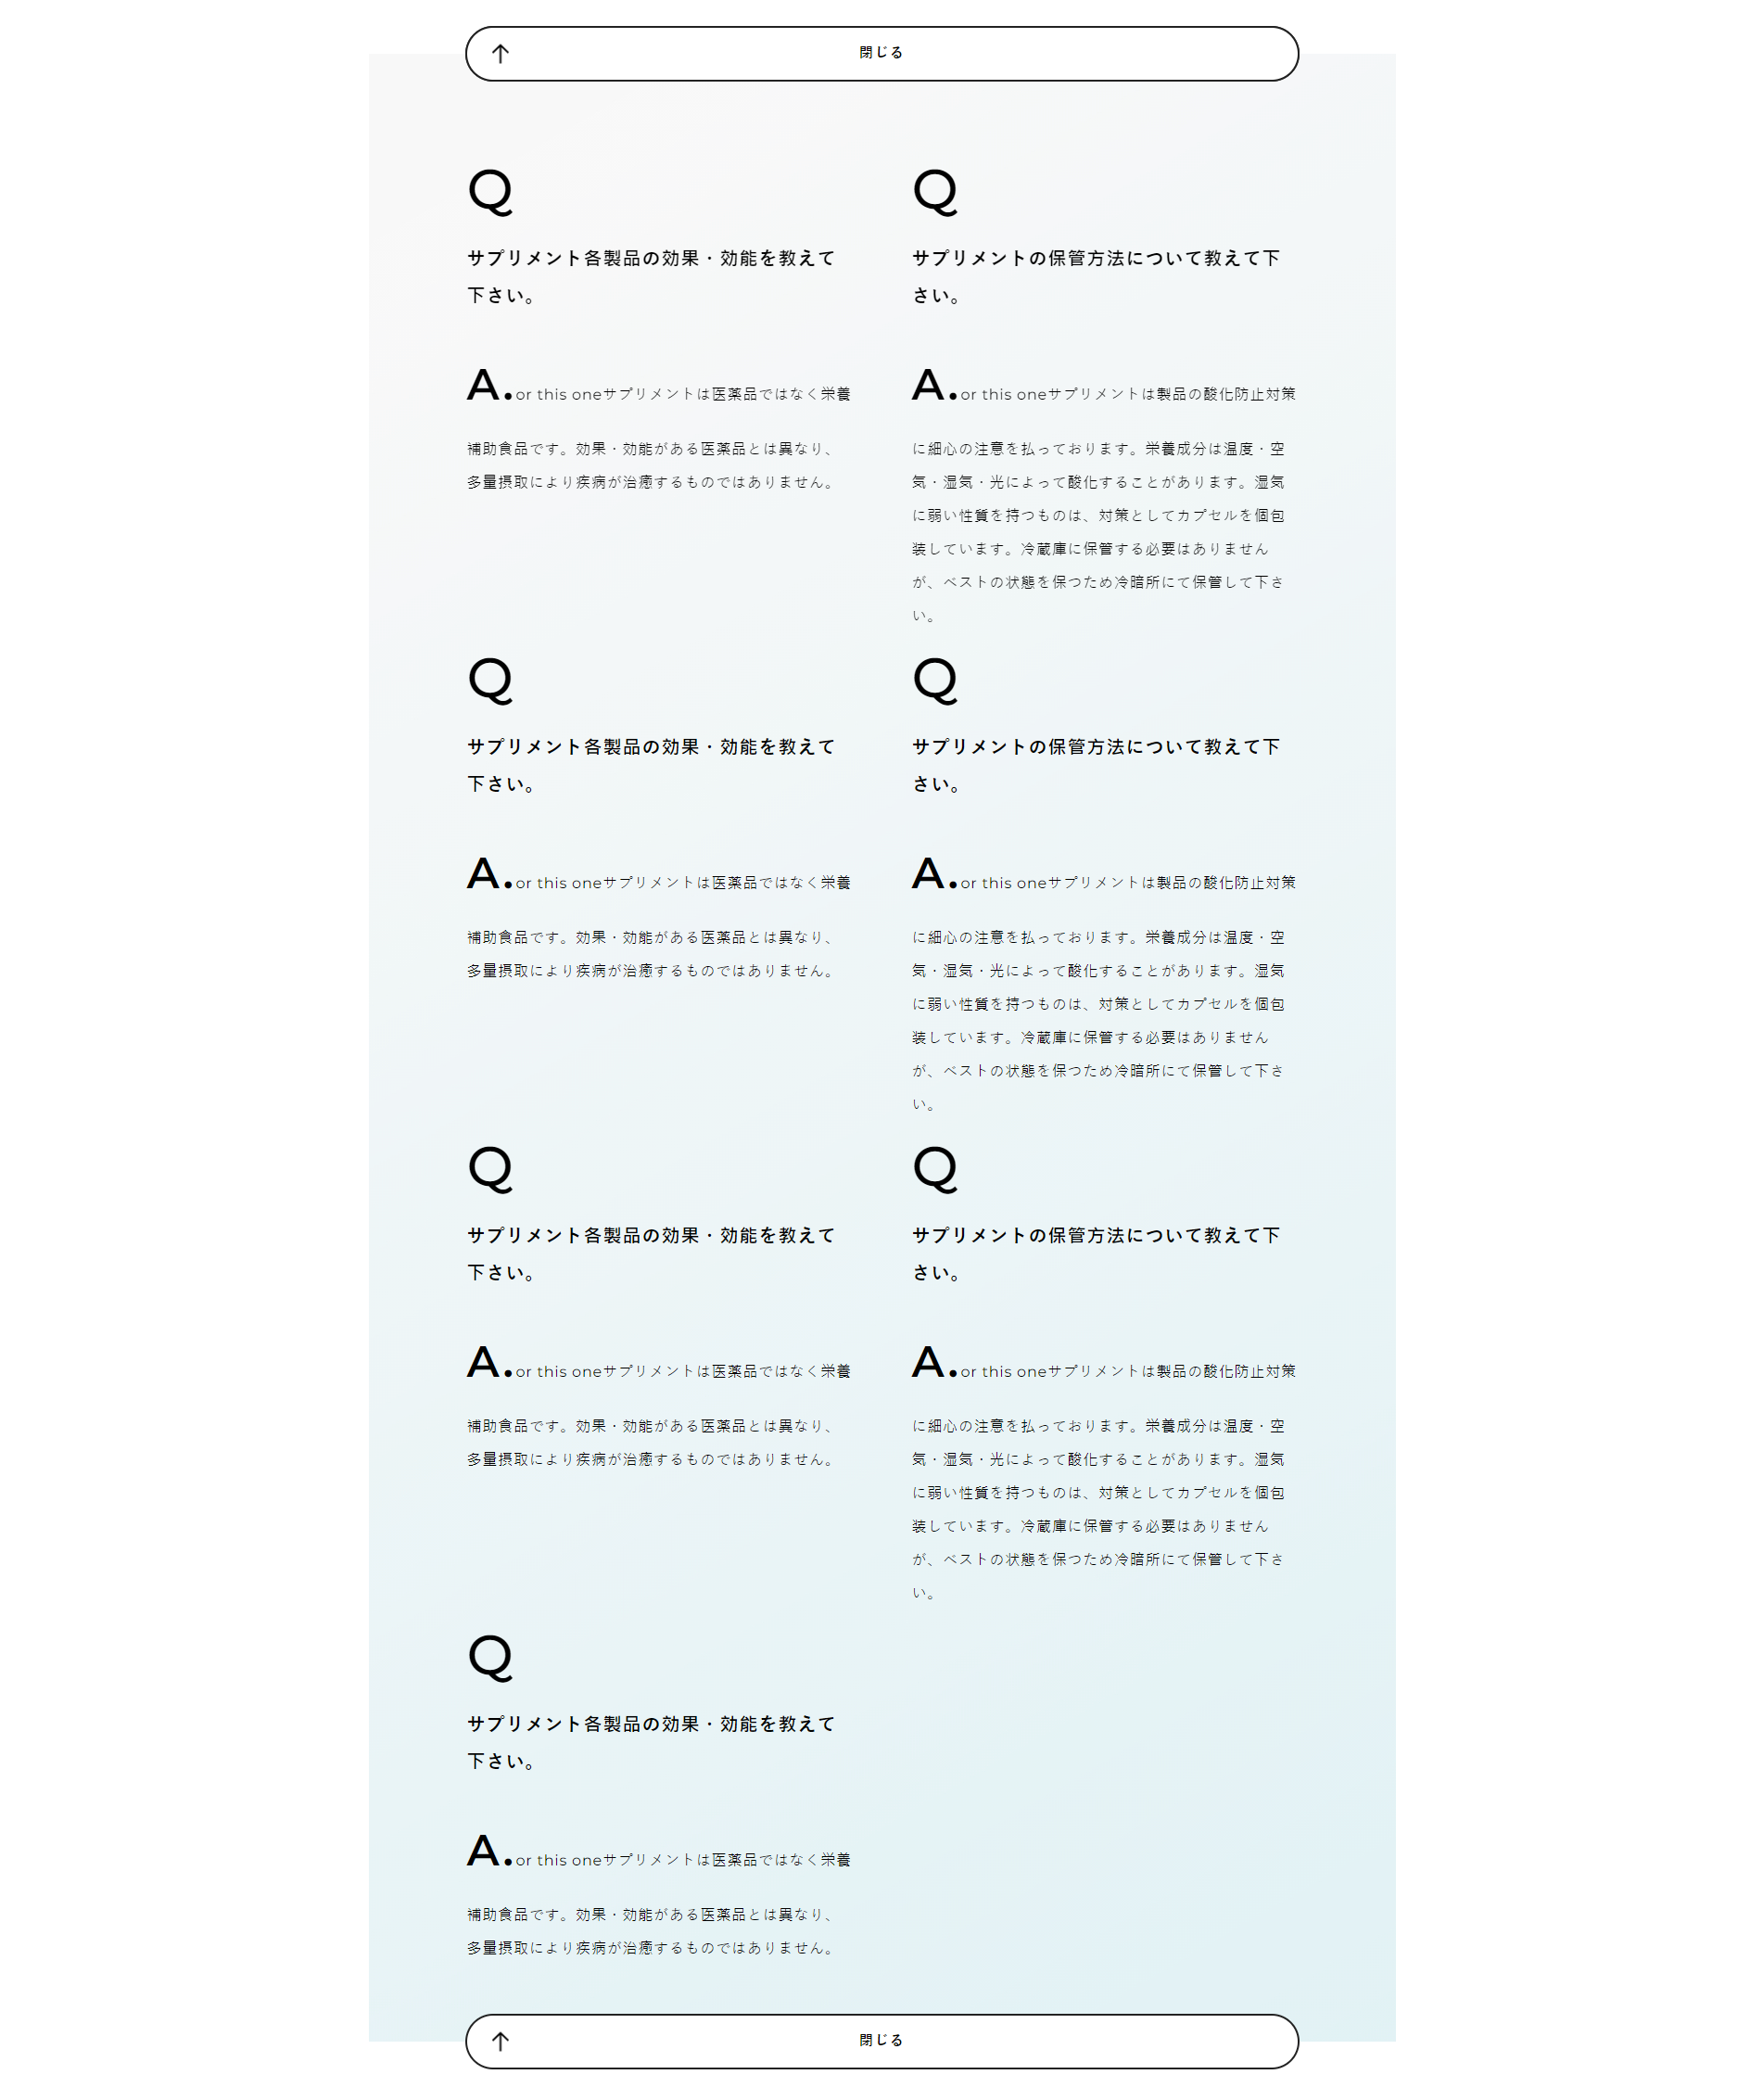 閉じる
Q
サプリメント各製品の効果・効能を教えて
下さい。
A.or this oneサプリメントは医薬品ではなく栄養
補助食品です。効果・効能がある医薬品とは異なり、
多量摂取により疾病が治癒するものではありません。
Q
サプリメントの保管方法について教えて下
さい。
A.or this oneサプリメントは製品の酸化防止対策
に細心の注意を払っております。栄養成分は温度・空
気・湿気・光によって酸化することがあります。湿気
に弱い性質を持つものは、対策としてカプセルを個包
装しています。冷蔵庫に保管する必要はありません
が、ベストの状態を保つため冷暗所にて保管して下さ
い。
Q
サプリメント各製品の効果・効能を教えて
下さい。
A.or this oneサプリメントは医薬品ではなく栄養
補助食品です。効果・効能がある医薬品とは異なり、
多量摂取により疾病が治癒するものではありません。
Q
サプリメントの保管方法について教えて下
さい。
A.or this oneサプリメントは製品の酸化防止対策
に細心の注意を払っております。栄養成分は温度・空
気・湿気・光によって酸化することがあります。湿気
に弱い性質を持つものは、対策としてカプセルを個包
装しています。冷蔵庫に保管する必要はありません
が、ベストの状態を保つため冷暗所にて保管して下さ
い。
Q
サプリメント各製品の効果・効能を教えて
下さい。
A.or this oneサプリメントは医薬品ではなく栄養
補助食品です。効果・効能がある医薬品とは異なり、
多量摂取により疾病が治癒するものではありません。
Q
サプリメントの保管方法について教えて下
さい。
A.or this oneサプリメントは製品の酸化防止対策
に細心の注意を払っております。栄養成分は温度・空
気・湿気・光によって酸化することがあります。湿気
に弱い性質を持つものは、対策としてカプセルを個包
装しています。冷蔵庫に保管する必要はありません
が、ベストの状態を保つため冷暗所にて保管して下さ
い。
Q
サプリメント各製品の効果・効能を教えて
下さい。
A.or this oneサプリメントは医薬品ではなく栄養
補助食品です。効果・効能がある医薬品とは異なり、
多量摂取により疾病が治癒するものではありません。
閉じる